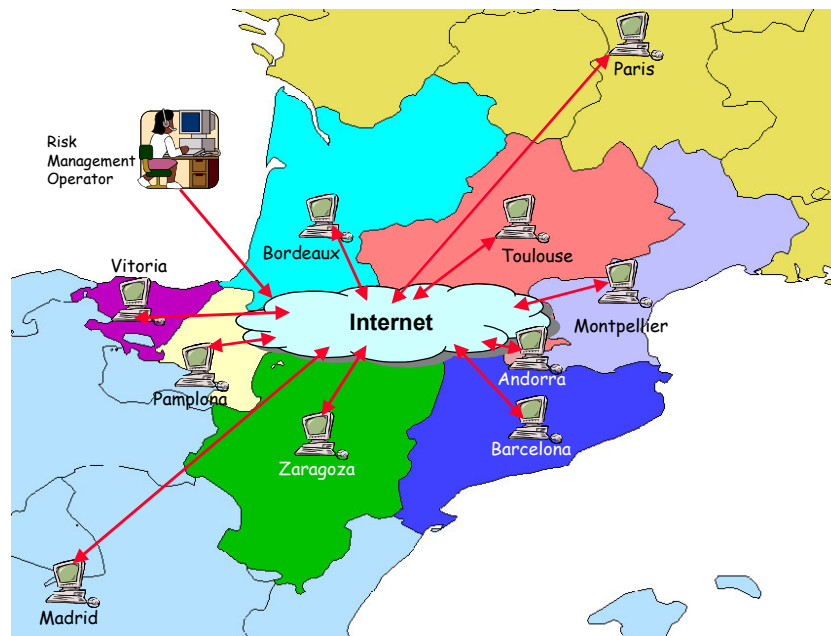 Paris
Risk
Management
Operator
Bordeaux
Toulouse
Vitoria
Internet
Montpellier
Andorra
Pamplona
Barcelona
Zaragoza
Madrid